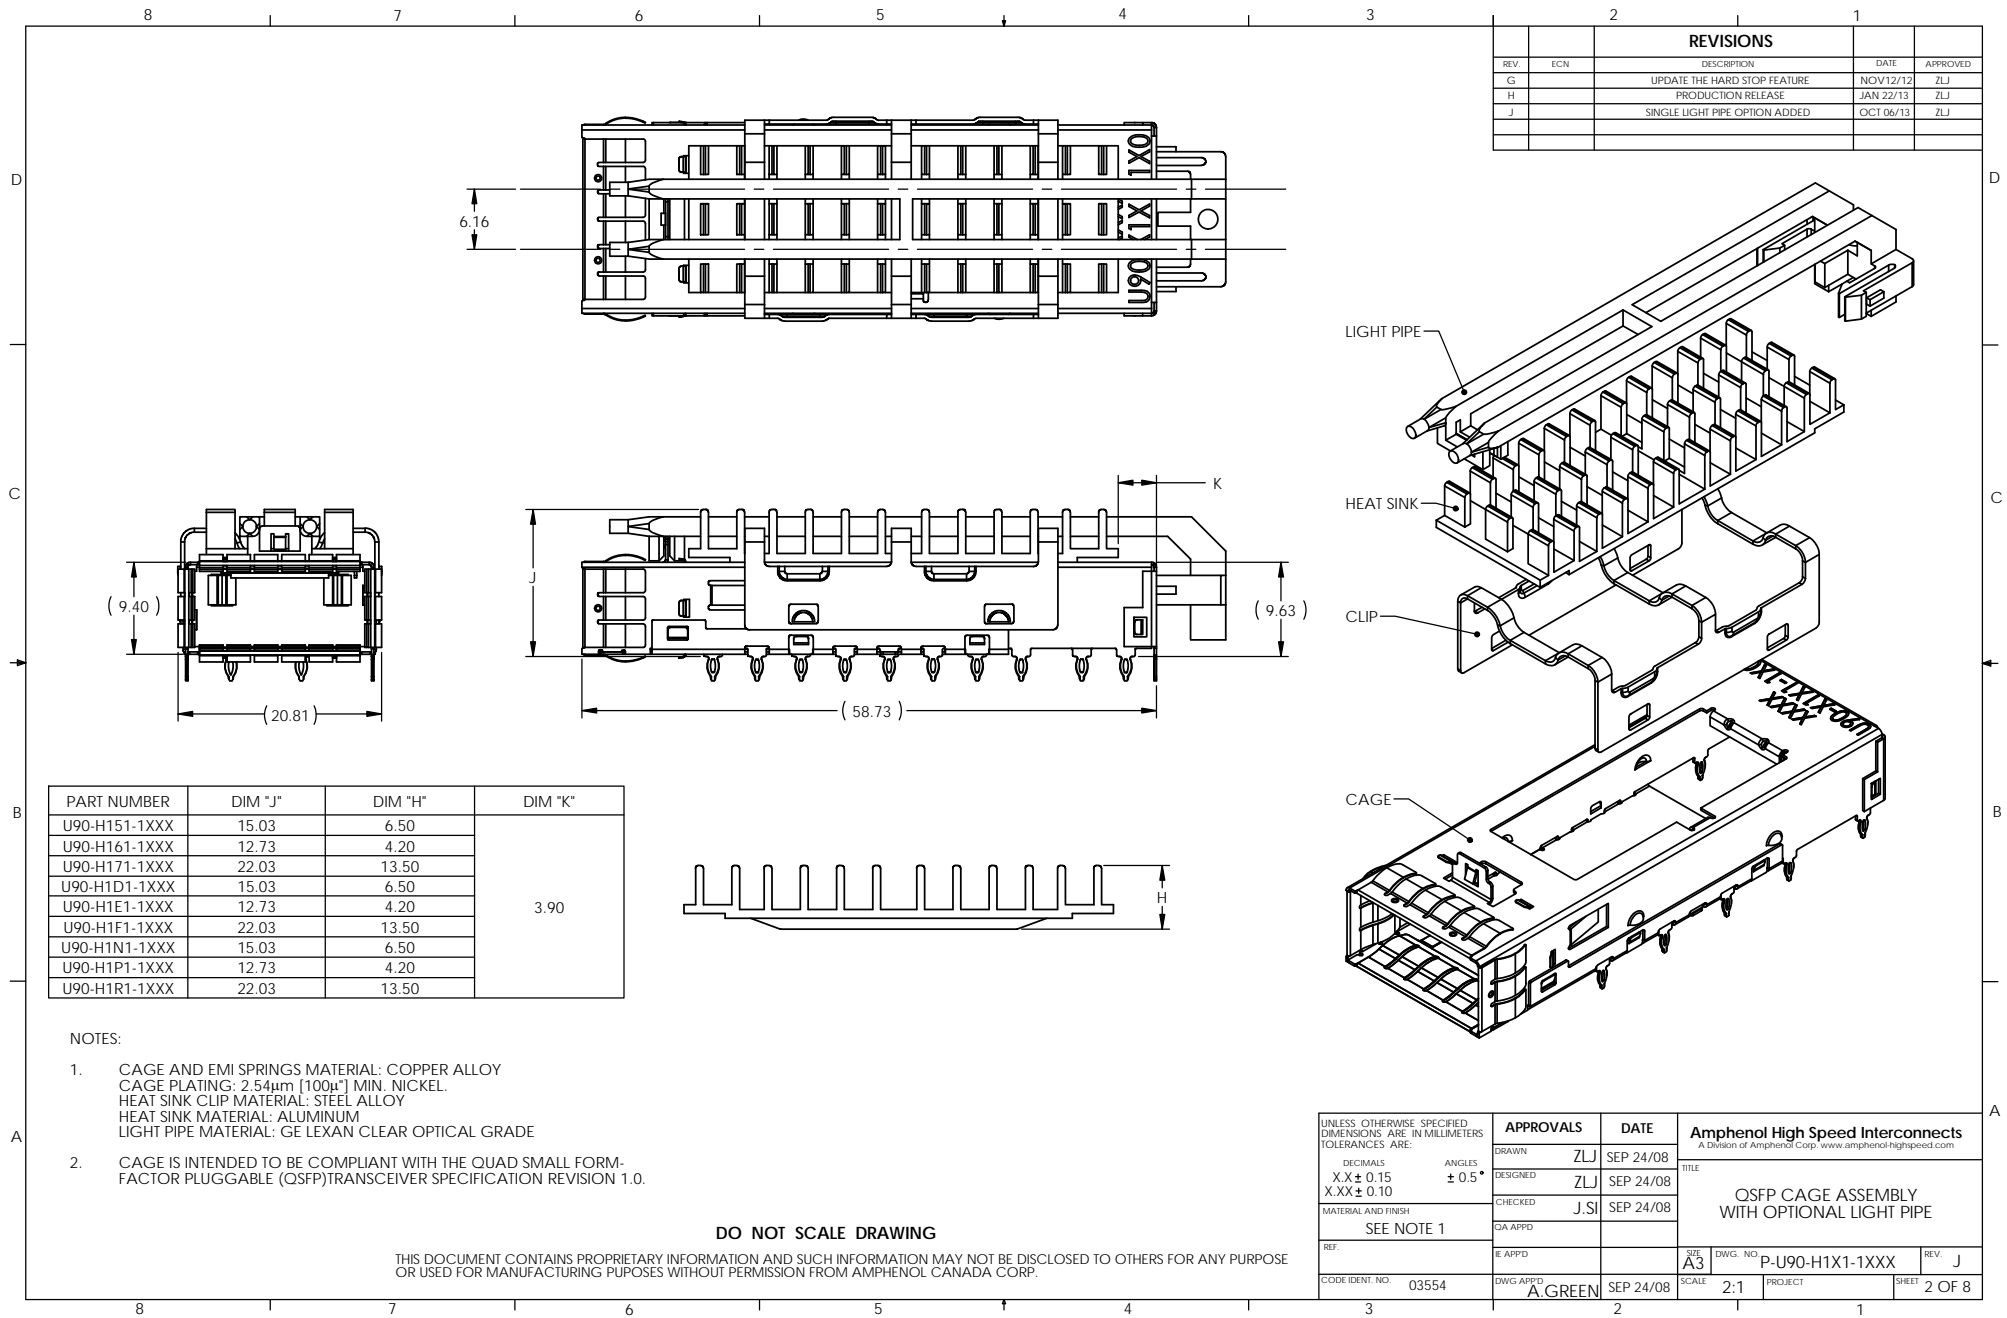 8 7 6 5 4 3 2 1
REVISIONS
REV. ECN DESCRIPTION DATE APPROVED
G UPDATE THE HARD STOP FEATURE NOV12/12 ZLJ
H PRODUCTION RELEASE JAN 22/13 ZLJ
J SINGLE LIGHT PIPE OPTION ADDED OCT 06/13 ZLJ
D D
6.16
LIGHT PIPE
C C
K
HEAT SINK
J
( 9.40 )
( 9.63 )
CLIP
(20.81)
( 58.73 )
U90-X1X1-1X
XXXX
PART NUMBER DIM "J" DIM "H" DIM "K"
U90-H151-1XXX 15.03 6.50
U90-H161-1XXX 12.73 4.20
U90-H171-1XXX 22.03 13.50
U90-H1D1-1XXX 15.03 6.50
U90-H1E1-1XXX 12.73 4.20
3.90
U90-H1F1-1XXX 22.03 13.50
U90-H1N1-1XXX 15.03 6.50
U90-H1P1-1XXX 12.73 4.20
U90-H1R1-1XXX 22.03 13.50
B B
CAGE
H
NOTES:
1. CAGE AND EMI SPRINGS MATERIAL: COPPER ALLOY
CAGE PLATING: 2.54µm [100µ"] MIN. NICKEL.
HEAT SINK CLIP MATERIAL: STEEL ALLOY
HEAT SINK MATERIAL: ALUMINUM
LIGHT PIPE MATERIAL: GE LEXAN CLEAR OPTICAL GRADE
2. CAGE IS INTENDED TO BE COMPLIANT WITH THE QUAD SMALL FORM-
FACTOR PLUGGABLE (QSFP)TRANSCEIVER SPECIFICATION REVISION 1.0.
A A
DO NOT SCALE DRAWING
THIS DOCUMENT CONTAINS PROPRIETARY INFORMATION AND SUCH INFORMATION MAY NOT BE DISCLOSED TO OTHERS FOR ANY PURPOSE
OR USED FOR MANUFACTURING PUPOSES WITHOUT PERMISSION FROM AMPHENOL CANADA CORP.
UNLESS OTHERWISE SPECIFIED
DIMENSIONS ARE IN MILLIMETERS
TOLERANCES ARE:
DECIMALS ANGLES
X.X ± 0.15 ± 0.5°
X.XX ± 0.10
MATERIAL AND FINISH
SEE NOTE 1
REF.
CODE IDENT. NO. 03554
APPROVALS DATE
DRAWN ZLJ SEP 24/08
DESIGNED ZLJ SEP 24/08
CHECKED J.SI SEP 24/08
QA APPD
IE APP'D
DWG APP'D A.GREEN SEP 24/08
Amphenol High Speed Interconnects
A Division of Amphenol Corp. www.amphenol-highspeed.com
TITLE
QSFP CAGE ASSEMBLY
WITH OPTIONAL LIGHT PIPE
SIZE A3 DWG. NO. P-U90-H1X1-1XXX REV. J
SCALE 2:1 PROJECT SHEET 2 OF 8
8 7 6 5 4 3 2 1